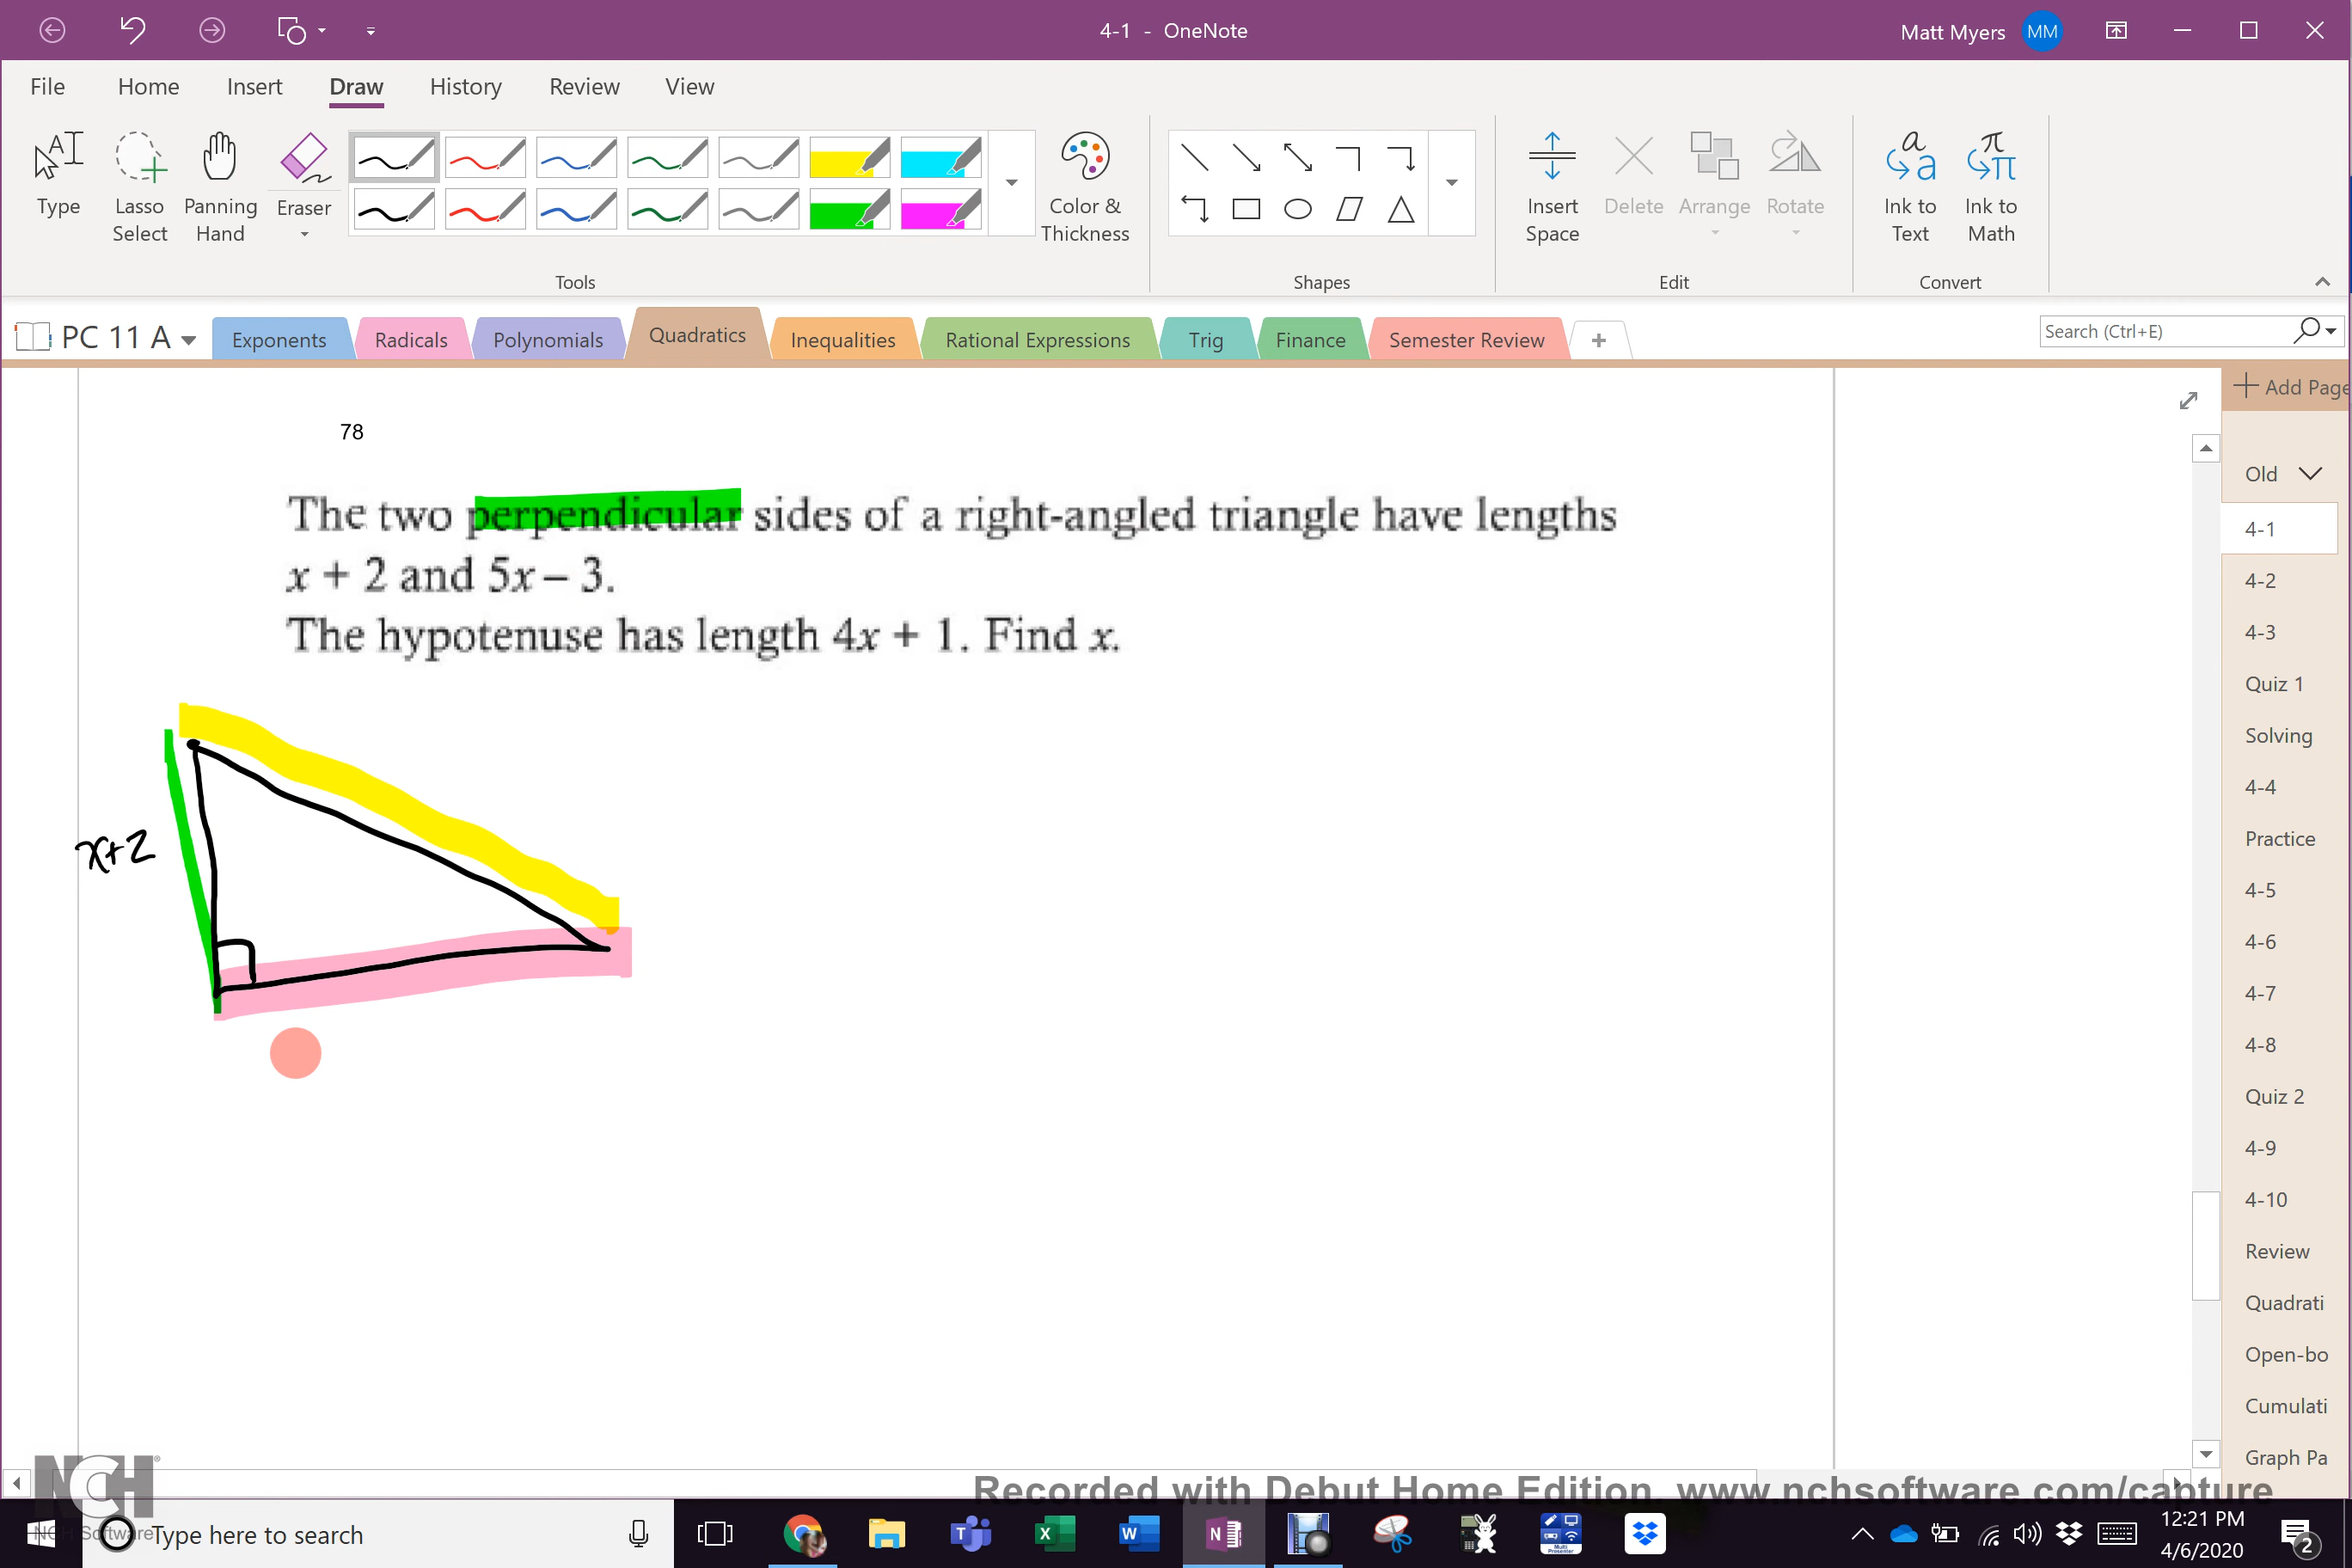 4-1 - OneNote
Matt Myers MM
File Home Insert Draw History Review View
Type
Lasso Select
Panning Hand
Eraser
Color & Thickness
Insert Space
Delete
Arrange
Rotate
Ink to Text
Ink to Math
Tools
Shapes
Edit
Convert
PC 11 A
Exponents
Radicals
Polynomials
Quadratics
Inequalities
Rational Expressions
Trig
Finance
Semester Review
Search (Ctrl+E)
Add Page
78
The two perpendicular sides of a right-angled triangle have lengths
x + 2 and 5x – 3.
The hypotenuse has length 4x + 1. Find x.
x+2
Old
4-1
4-2
4-3
Quiz 1
Solving
4-4
Practice
4-5
4-6
4-7
4-8
Quiz 2
4-9
4-10
Review
Quadrati
Open-bo
Cumulati
Graph Pa
NCH
NCH Software
Recorded with Debut Home Edition. www.nchsoftware.com/capture
Type here to search
12:21 PM
4/6/2020
2